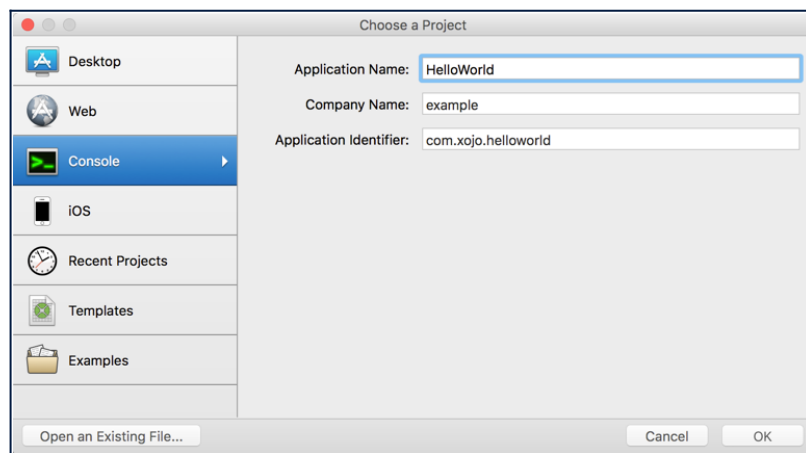 Choose a Project
Desktop
Web
Console
iOS
Recent Projects
Templates
Examples
Application Name: HelloWorld
Company Name: example
Application Identifier: com.xojo.helloworld
Open an Existing File...
Cancel
OK